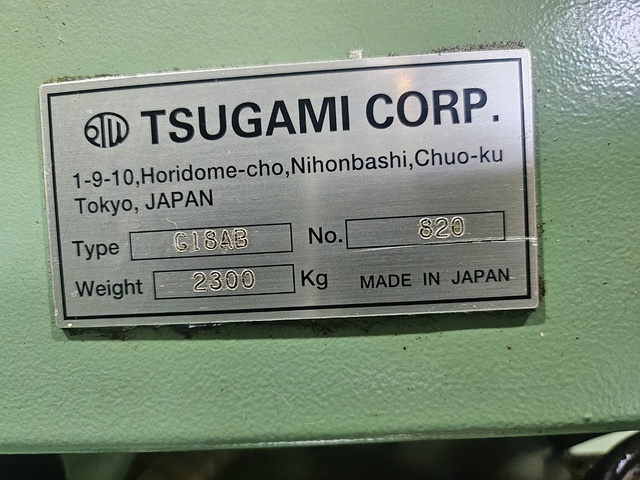 TSUGAMI CORP.
1-9-10,Horidome-cho,Nihonbashi,Chuo-ku
Tokyo, JAPAN
Type G18AB No. 820
Weight 2300 Kg MADE IN JAPAN